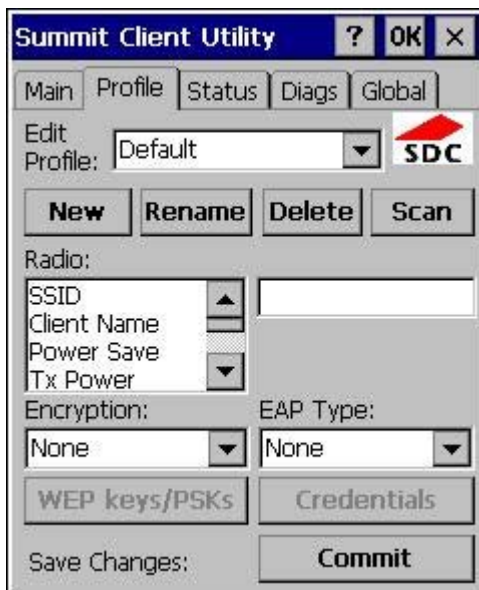 Summit Client Utility ? OK ×
Main Profile Status Diags Global
Edit
Profile: Default
SDC
New Rename Delete Scan
Radio:
SSID
Client Name
Power Save
Tx Power
Encryption: EAP Type:
None None
WEP keys/PSKs Credentials
Save Changes: Commit